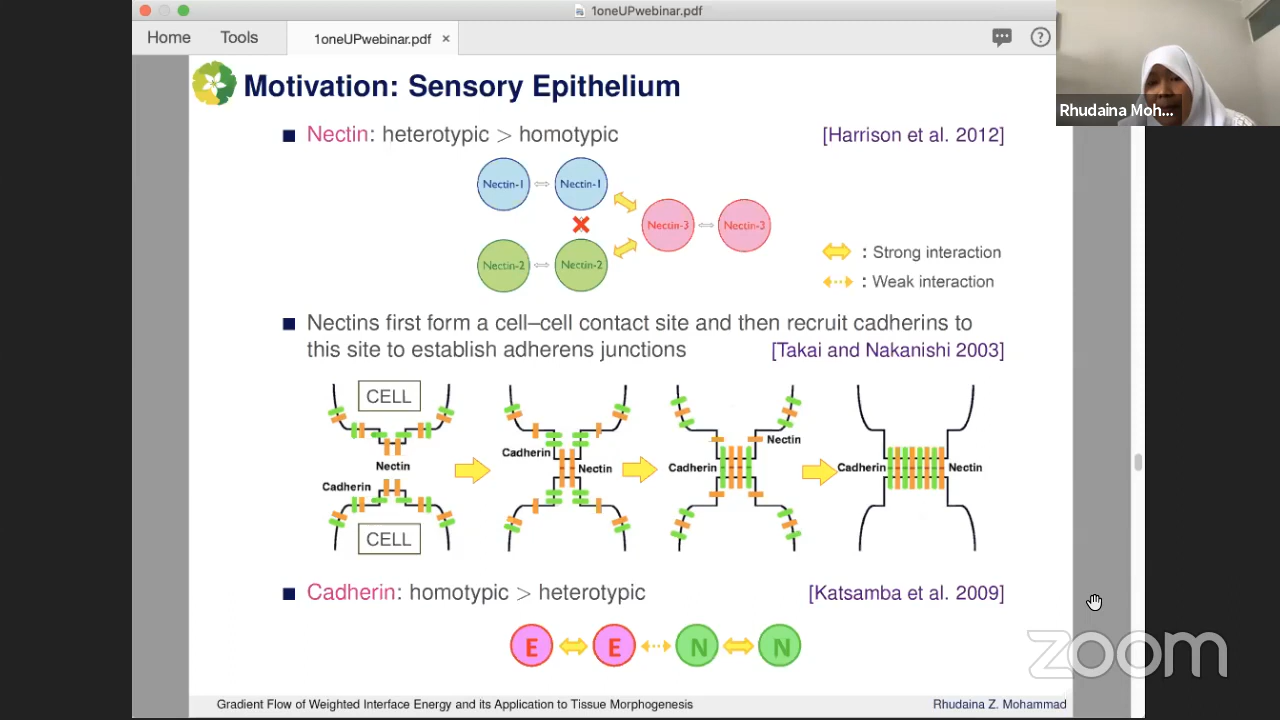 1oneUPwebinar.pdf
Home
Tools
1oneUPwebinar.pdf ×
?
Rhudaina Moh...
Motivation: Sensory Epithelium
Nectin: heterotypic > homotypic [Harrison et al. 2012]
Nectin-1 Nectin-1
Nectin-3 Nectin-3
Nectin-2 Nectin-2
: Strong interaction
: Weak interaction
Nectins first form a cell–cell contact site and then recruit cadherins to
this site to establish adherens junctions [Takai and Nakanishi 2003]
CELL
Nectin
Cadherin
CELL
Cadherin
Nectin
Nectin
Cadherin
Cadherin
Nectin
Cadherin: homotypic > heterotypic [Katsamba et al. 2009]
E E N N
Gradient Flow of Weighted Interface Energy and its Application to Tissue Morphogenesis
Rhudaina Z. Mohammad
zoom